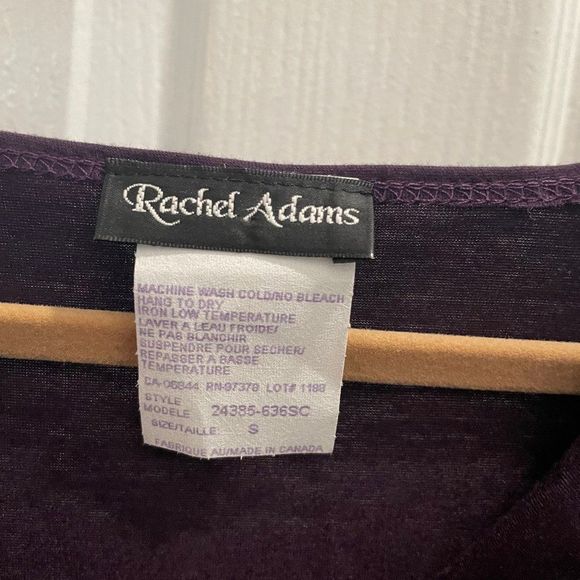 Rachel Adams
MACHINE WASH COLD/NO BLEACH
HANG TO DRY
IRON LOW TEMPERATURE
LAVER A LEAU FROIDE/
NE PAS BLANCHIR
SUSPENDRE POUR SECHER/
REPASSER A BASSE
TEMPERATURE
CA-06844 RN-97378 LOT# 1198
STYLE
MODELE 24385-636SC
SIZE/TAILLE S
FABRIQUE AU/MADE IN CANADA